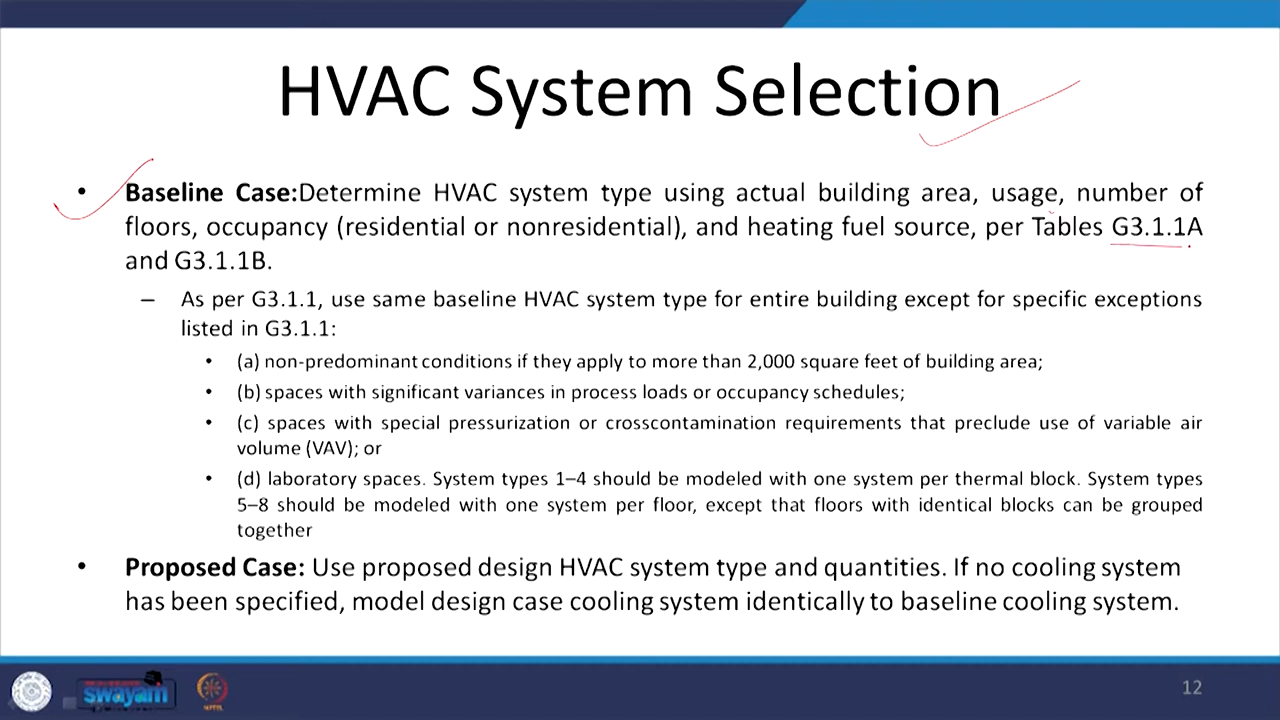 HVAC System Selection
• Baseline Case:Determine HVAC system type using actual building area, usage, number of
floors, occupancy (residential or nonresidential), and heating fuel source, per Tables G3.1.1A
and G3.1.1B.
– As per G3.1.1, use same baseline HVAC system type for entire building except for specific exceptions
listed in G3.1.1:
• (a) non-predominant conditions if they apply to more than 2,000 square feet of building area;
• (b) spaces with significant variances in process loads or occupancy schedules;
• (c) spaces with special pressurization or crosscontamination requirements that preclude use of variable air
volume (VAV); or
• (d) laboratory spaces. System types 1–4 should be modeled with one system per thermal block. System types
5–8 should be modeled with one system per floor, except that floors with identical blocks can be grouped
together
• Proposed Case: Use proposed design HVAC system type and quantities. If no cooling system
has been specified, model design case cooling system identically to baseline cooling system.
swayam
12